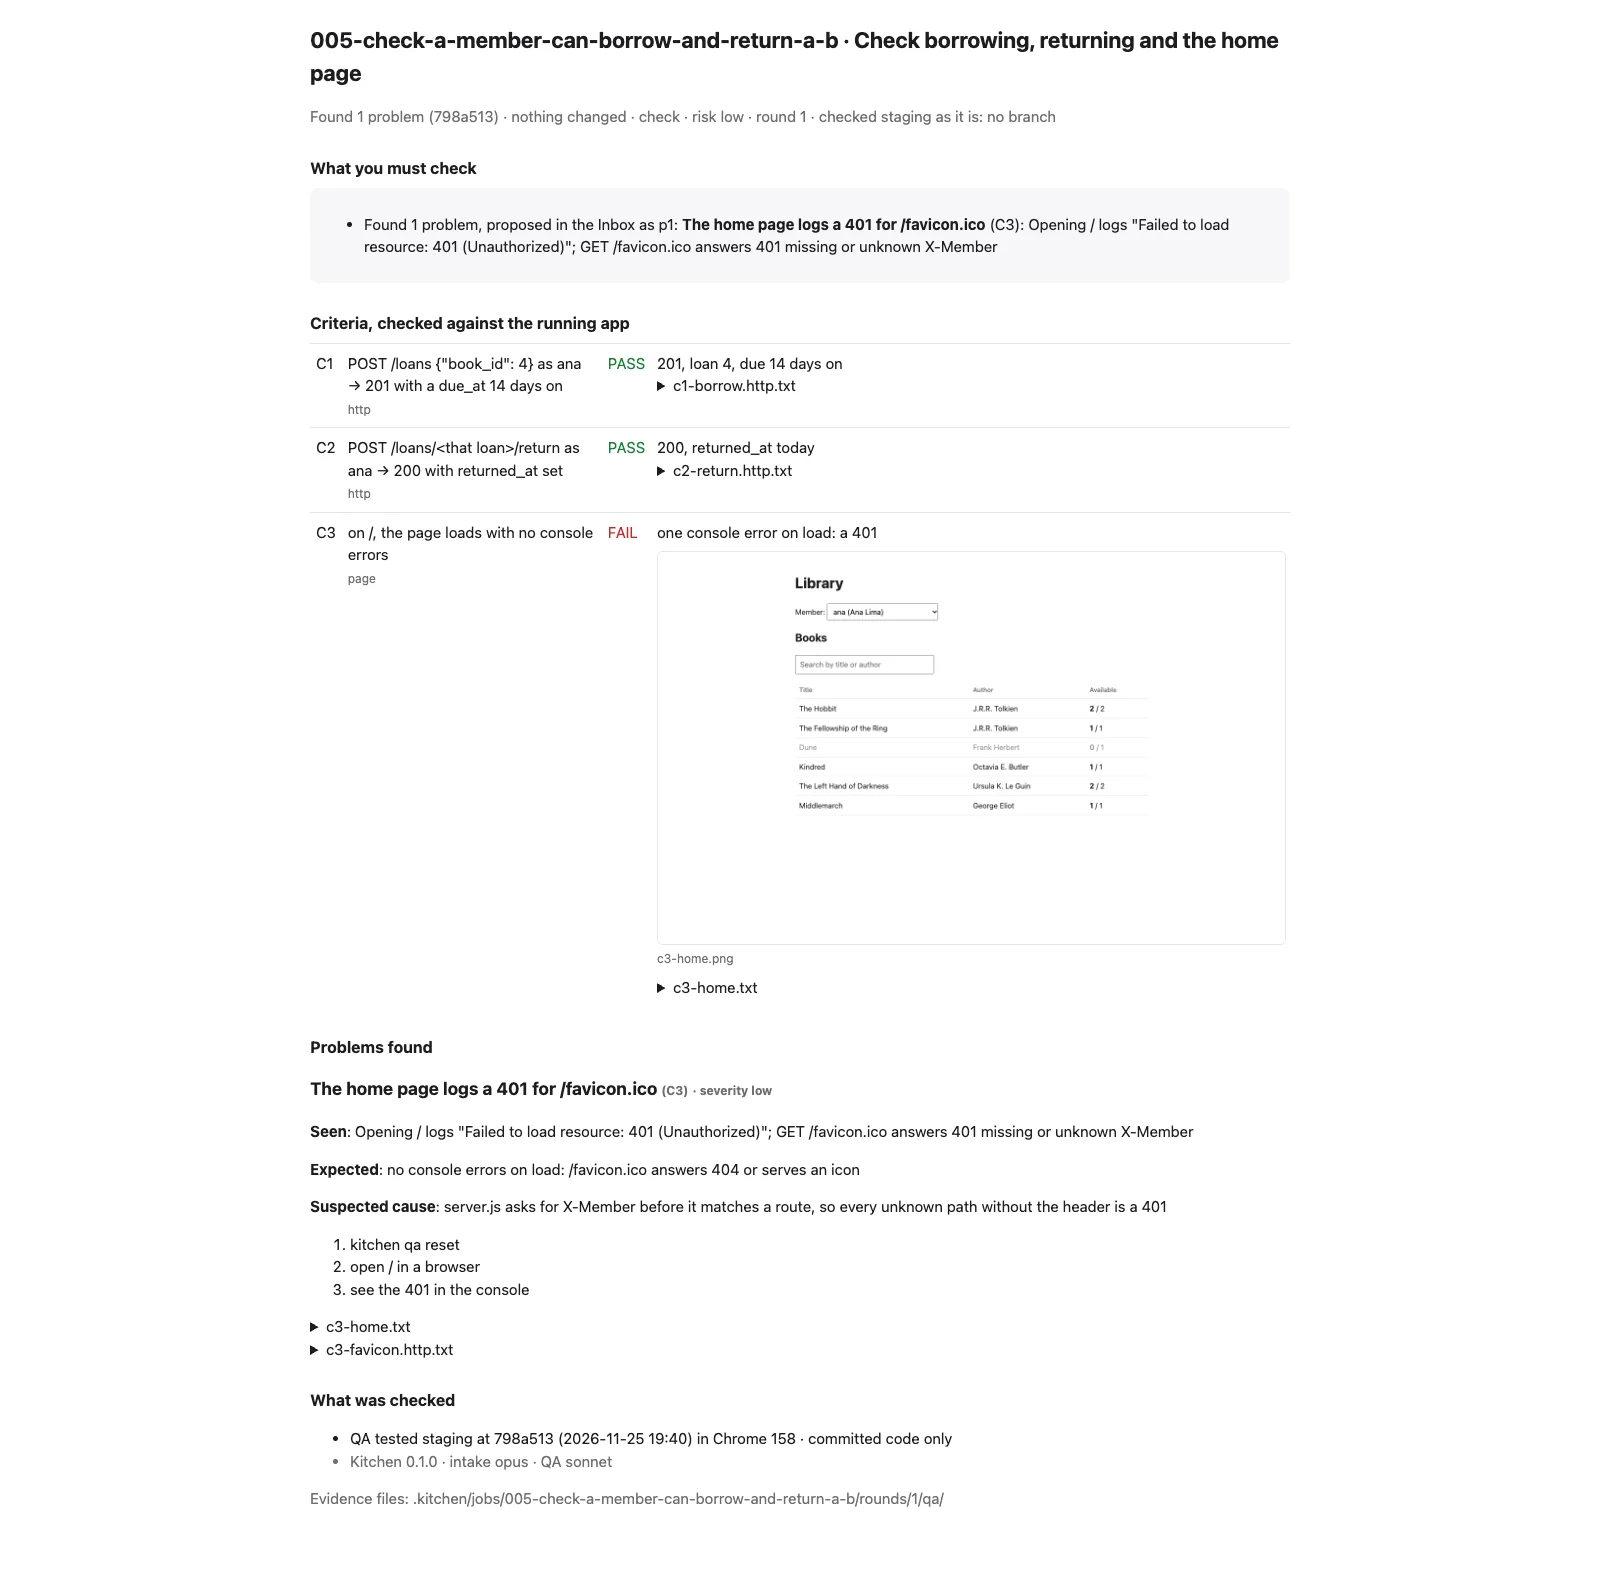 005-check-a-member-can-borrow-and-return-a-b · Check borrowing, returning and the home
page
Found 1 problem (798a513) · nothing changed · check · risk low · round 1 · checked staging as it is: no branch
What you must check
• Found 1 problem, proposed in the Inbox as p1: The home page logs a 401 for /favicon.ico (C3): Opening / logs "Failed to load
resource: 401 (Unauthorized)"; GET /favicon.ico answers 401 missing or unknown X-Member
Criteria, checked against the running app
C1 POST /loans {"book_id": 4} as ana PASS 201, loan 4, due 14 days on
→ 201 with a due_at 14 days on ▶ c1-borrow.http.txt
http
C2 POST /loans/<that loan>/return as PASS 200, returned_at today
ana → 200 with returned_at set ▶ c2-return.http.txt
http
C3 on /, the page loads with no console FAIL one console error on load: a 401
errors
page
Library
Member: ana (Ana Lima)
Books
Search by title or author
Title Author Available
The Hobbit J.R.R. Tolkien 2 / 2
The Fellowship of the Ring J.R.R. Tolkien 1 / 1
Dune Frank Herbert 0 / 1
Kindred Octavia E. Butler 1 / 1
The Left Hand of Darkness Ursula K. Le Guin 2 / 2
Middlemarch George Eliot 1 / 1
c3-home.png
▶ c3-home.txt
Problems found
The home page logs a 401 for /favicon.ico (C3) · severity low
Seen: Opening / logs "Failed to load resource: 401 (Unauthorized)"; GET /favicon.ico answers 401 missing or unknown X-Member
Expected: no console errors on load: /favicon.ico answers 404 or serves an icon
Suspected cause: server.js asks for X-Member before it matches a route, so every unknown path without the header is a 401
1. kitchen qa reset
2. open / in a browser
3. see the 401 in the console
▶ c3-home.txt
▶ c3-favicon.http.txt
What was checked
• QA tested staging at 798a513 (2026-11-25 19:40) in Chrome 158 · committed code only
• Kitchen 0.1.0 · intake opus · QA sonnet
Evidence files: .kitchen/jobs/005-check-a-member-can-borrow-and-return-a-b/rounds/1/qa/